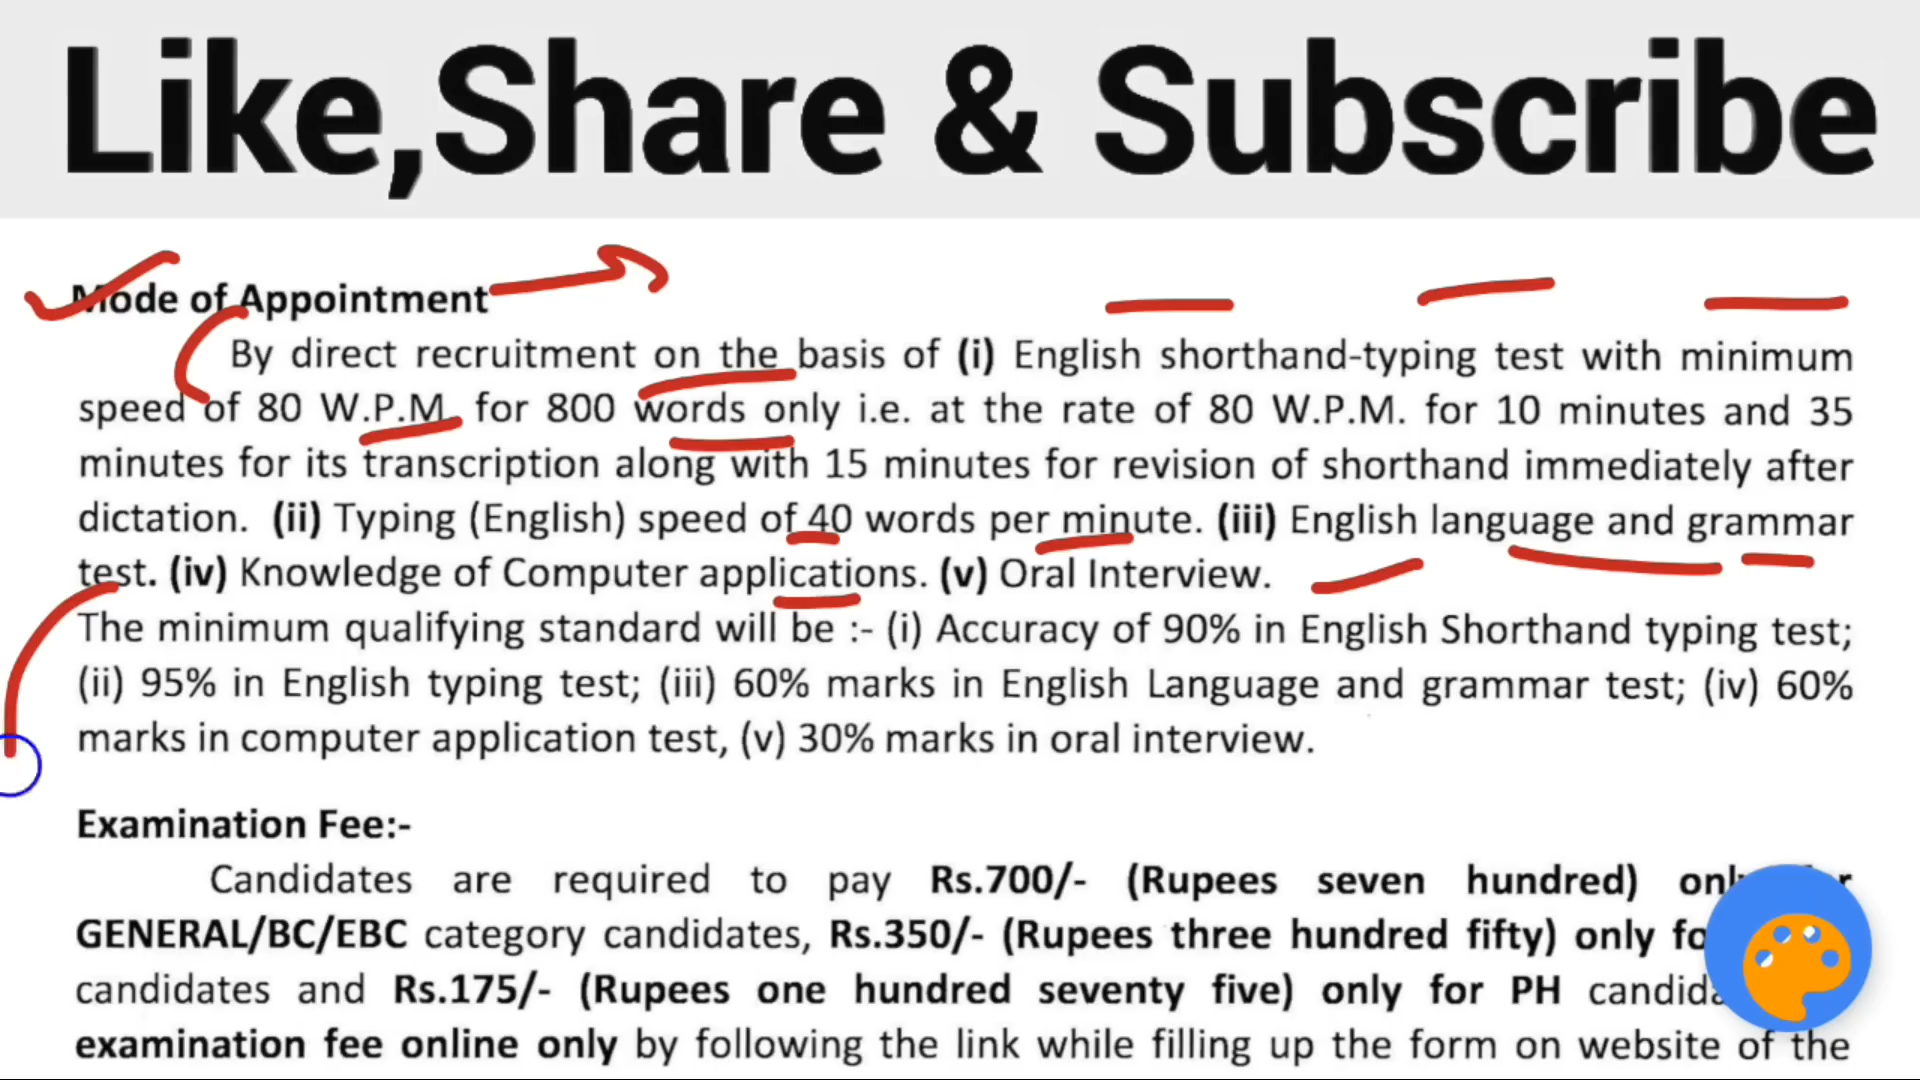 Like,Share & Subscribe
Mode of Appointment
By direct recruitment on the basis of (i) English shorthand-typing test with minimum
speed of 80 W.P.M. for 800 words only i.e. at the rate of 80 W.P.M. for 10 minutes and 35
minutes for its transcription along with 15 minutes for revision of shorthand immediately after
dictation. (ii) Typing (English) speed of 40 words per minute. (iii) English language and grammar
test. (iv) Knowledge of Computer applications. (v) Oral Interview.
The minimum qualifying standard will be :- (i) Accuracy of 90% in English Shorthand typing test;
(ii) 95% in English typing test; (iii) 60% marks in English Language and grammar test; (iv) 60%
marks in computer application test, (v) 30% marks in oral interview.
Examination Fee:-
Candidates are required to pay Rs.700/- (Rupees seven hundred)
GENERAL/BC/EBC category candidates, Rs.350/- (Rupees three hundred fifty) only
candidates and Rs.175/- (Rupees one hundred seventy five) only for PH
examination fee online only by following the link while filling up the form on website of the